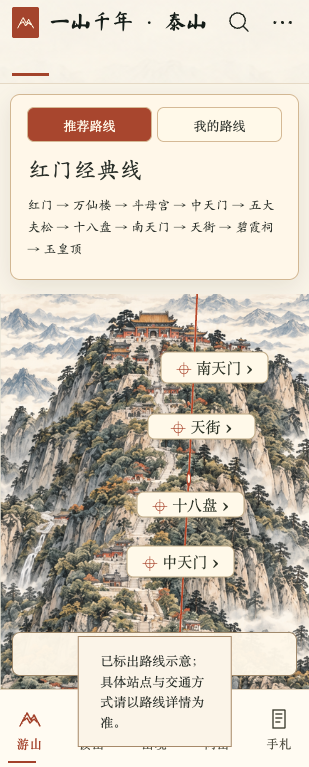 一山千年 · 泰山
推荐路线
我的路线
红门经典线
红门 → 万仙楼 → 斗母宫 → 中天门 → 五大
夫松 → 十八盘 → 南天门 → 天街 → 碧霞祠
→ 玉皇顶
南天门 ›
天街 ›
十八盘 ›
中天门 ›
已标出路线示意；
具体站点与交通方
式请以路线详情为
准。
游山
手札